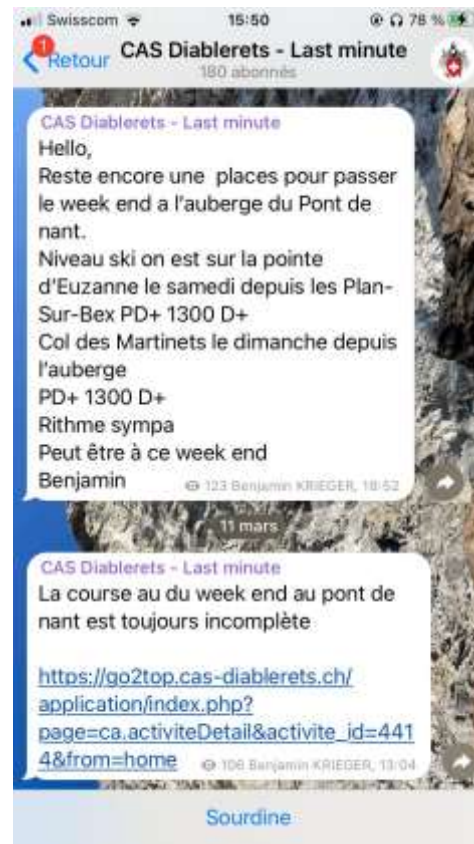 Swisscom 15:50 78 %
1
Retour CAS Diablerets - Last minute
180 abonnés
CAS Diablerets - Last minute
Hello,
Reste encore une places pour passer
le week end a l'auberge du Pont de
nant.
Niveau ski on est sur la pointe
d'Euzanne le samedi depuis les Plan-
Sur-Bex PD+ 1300 D+
Col des Martinets le dimanche depuis
l'auberge
PD+ 1300 D+
Rithme sympa
Peut être à ce week end
Benjamin 123 Benjamin KRIEGER, 18:52
11 mars
CAS Diablerets - Last minute
La course au du week end au pont de
nant est toujours incomplète
https://go2top.cas-diablerets.ch/
application/index.php?
page=ca.activiteDetail&activite_id=441
4&from=home 106 Benjamin KRIEGER, 13:04
Sourdine